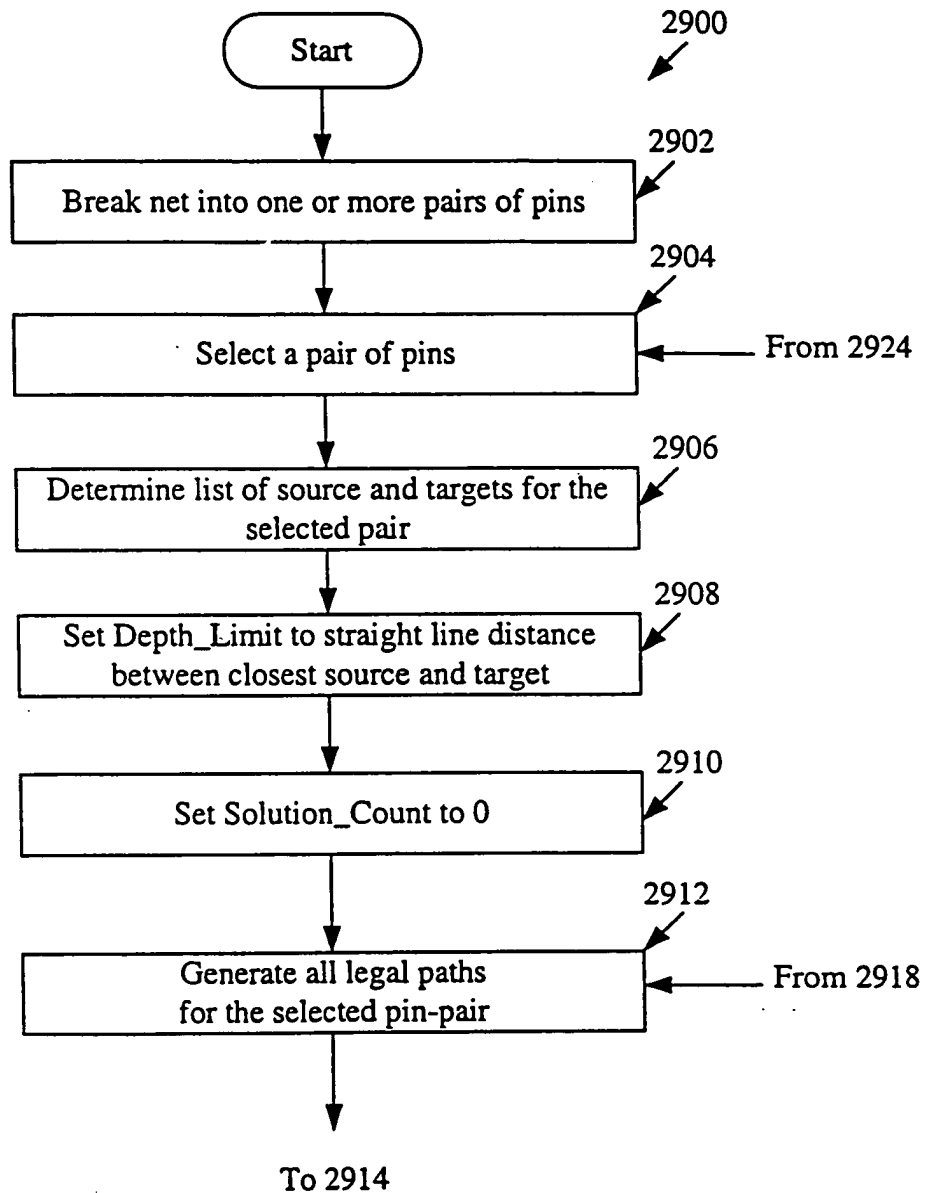 Start
2900
2902
Break net into one or more pairs of pins
2904
Select a pair of pins
From 2924
2906
Determine list of source and targets for the
selected pair
2908
Set Depth_Limit to straight line distance
between closest source and target
2910
Set Solution_Count to 0
2912
Generate all legal paths
for the selected pin-pair
From 2918
To 2914